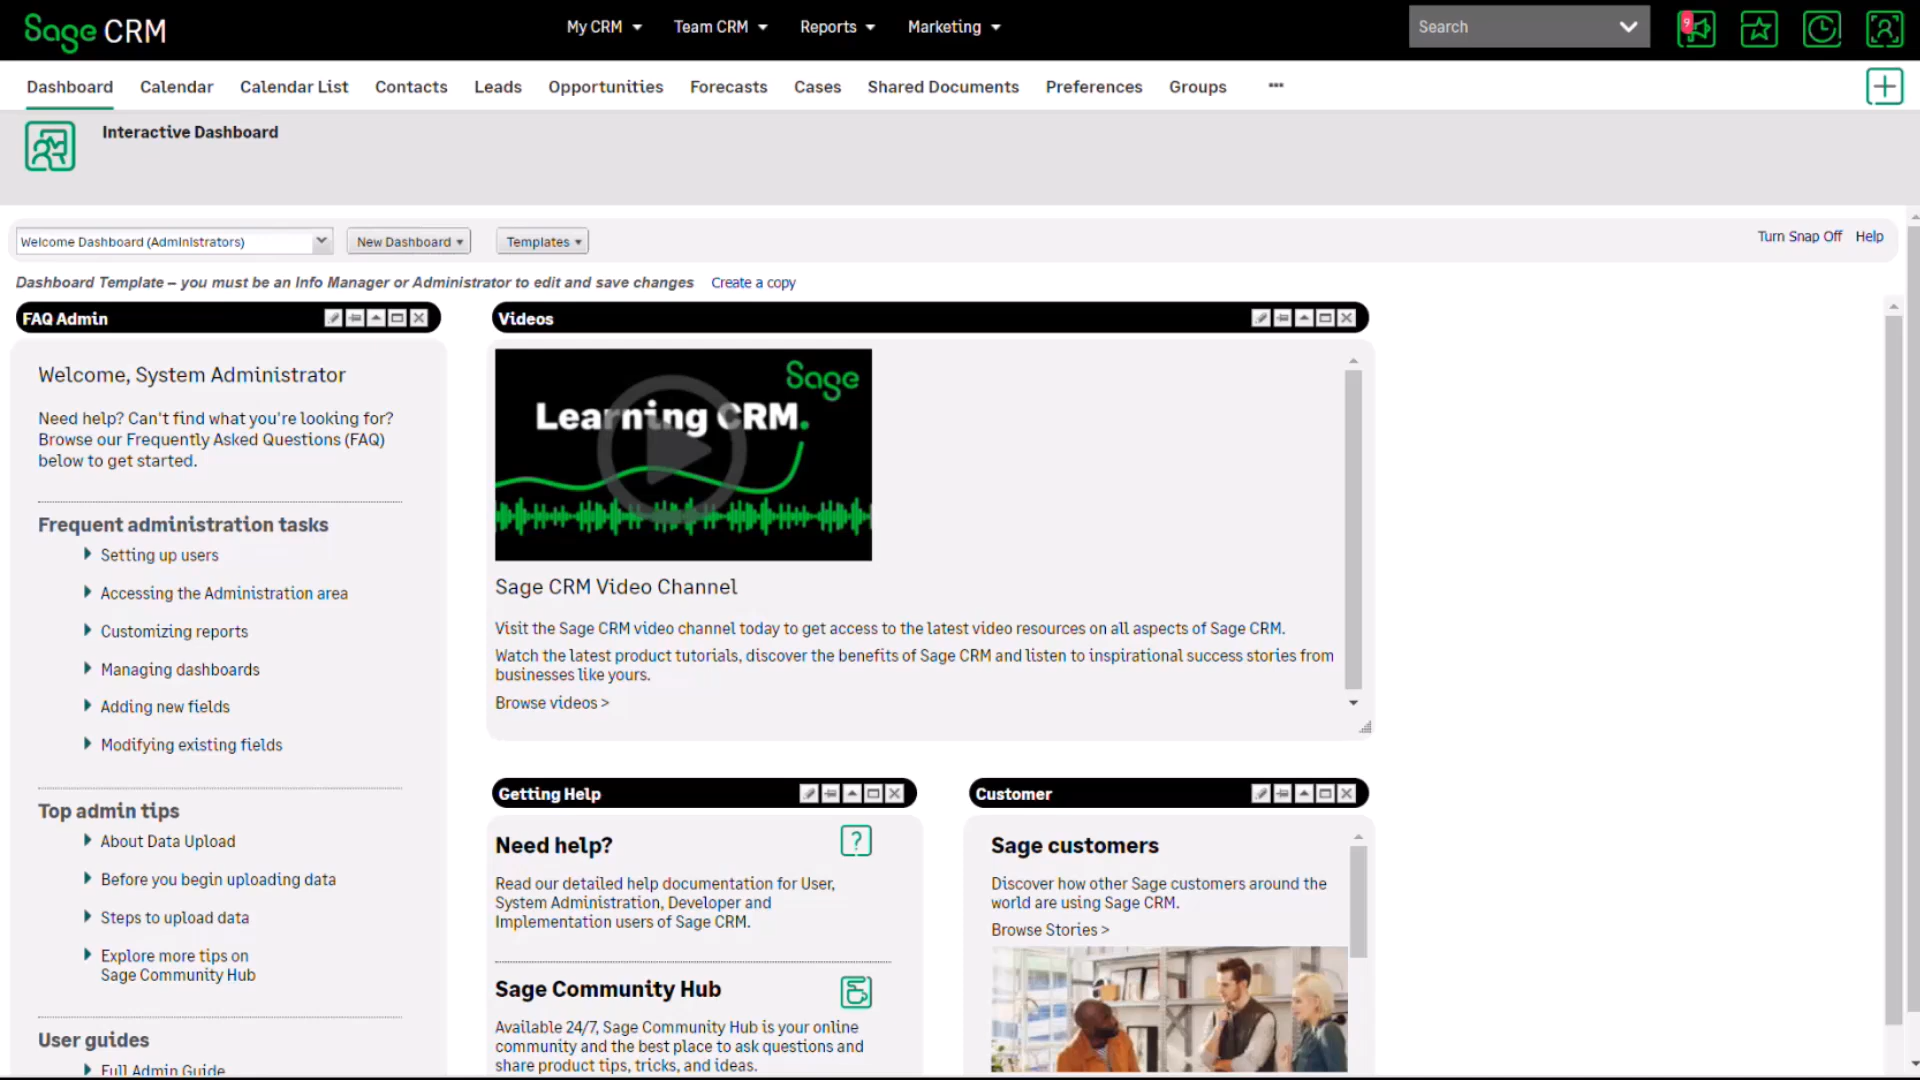 Sage CRM
My CRM
Team CRM
Reports
Marketing
Search
9
Dashboard
Calendar
Calendar List
Contacts
Leads
Opportunities
Forecasts
Cases
Shared Documents
Preferences
Groups
Interactive Dashboard
Welcome Dashboard (Administrators)
New Dashboard
Templates
Turn Snap Off
Help
Dashboard Template – you must be an Info Manager or Administrator to edit and save changes
Create a copy
FAQ Admin
Welcome, System Administrator
Need help? Can't find what you're looking for?
Browse our Frequently Asked Questions (FAQ)
below to get started.
Frequent administration tasks
Setting up users
Accessing the Administration area
Customizing reports
Managing dashboards
Adding new fields
Modifying existing fields
Top admin tips
About Data Upload
Before you begin uploading data
Steps to upload data
Explore more tips on
Sage Community Hub
User guides
Full Admin Guide
Videos
Sage
Learning CRM.
Sage CRM Video Channel
Visit the Sage CRM video channel today to get access to the latest video resources on all aspects of Sage CRM.
Watch the latest product tutorials, discover the benefits of Sage CRM and listen to inspirational success stories from
businesses like yours.
Browse videos >
Getting Help
Need help?
?
Read our detailed help documentation for User,
System Administration, Developer and
Implementation users of Sage CRM.
Sage Community Hub
Available 24/7, Sage Community Hub is your online
community and the best place to ask questions and
share product tips, tricks, and ideas.
Customer
Sage customers
Discover how other Sage customers around the
world are using Sage CRM.
Browse Stories >